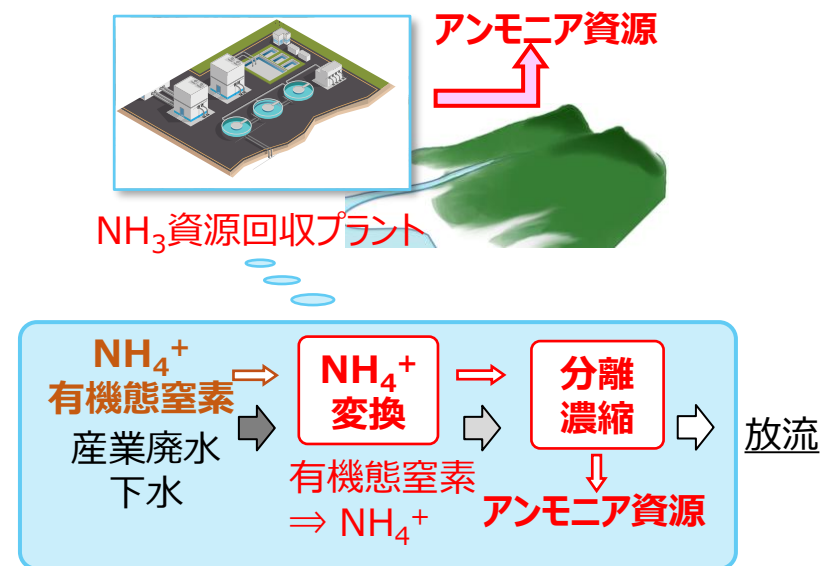 アンモニア資源
NH₃資源回収プラント
NH₄⁺
有機態窒素
産業廃水
下水
NH₄⁺
変換
有機態窒素
⇒ NH₄⁺
分離
濃縮
アンモニア資源
放流